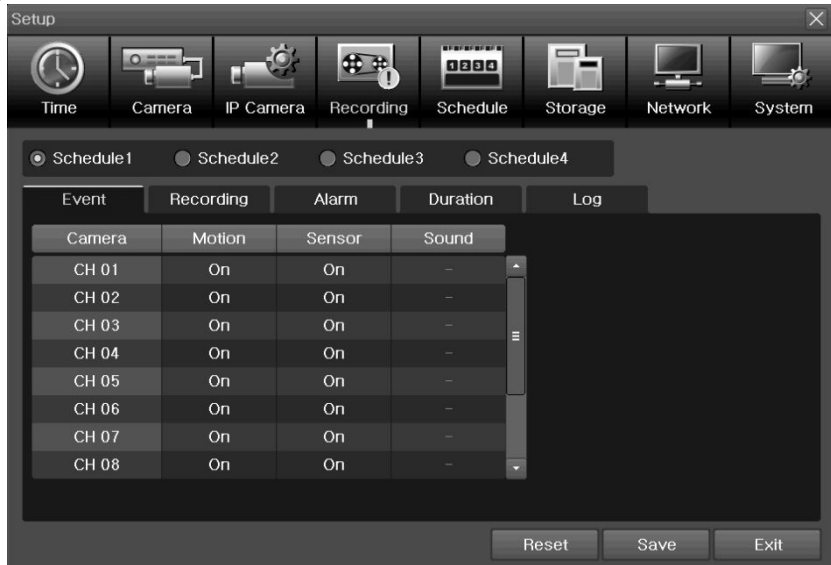 Setup
1234
Time Camera IP Camera Recording Schedule Storage Network System
Schedule1 Schedule2 Schedule3 Schedule4
Event Recording Alarm Duration Log
Camera Motion Sensor Sound
CH 01 On On -
CH 02 On On -
CH 03 On On -
CH 04 On On -
CH 05 On On -
CH 06 On On -
CH 07 On On -
CH 08 On On -
Reset Save Exit